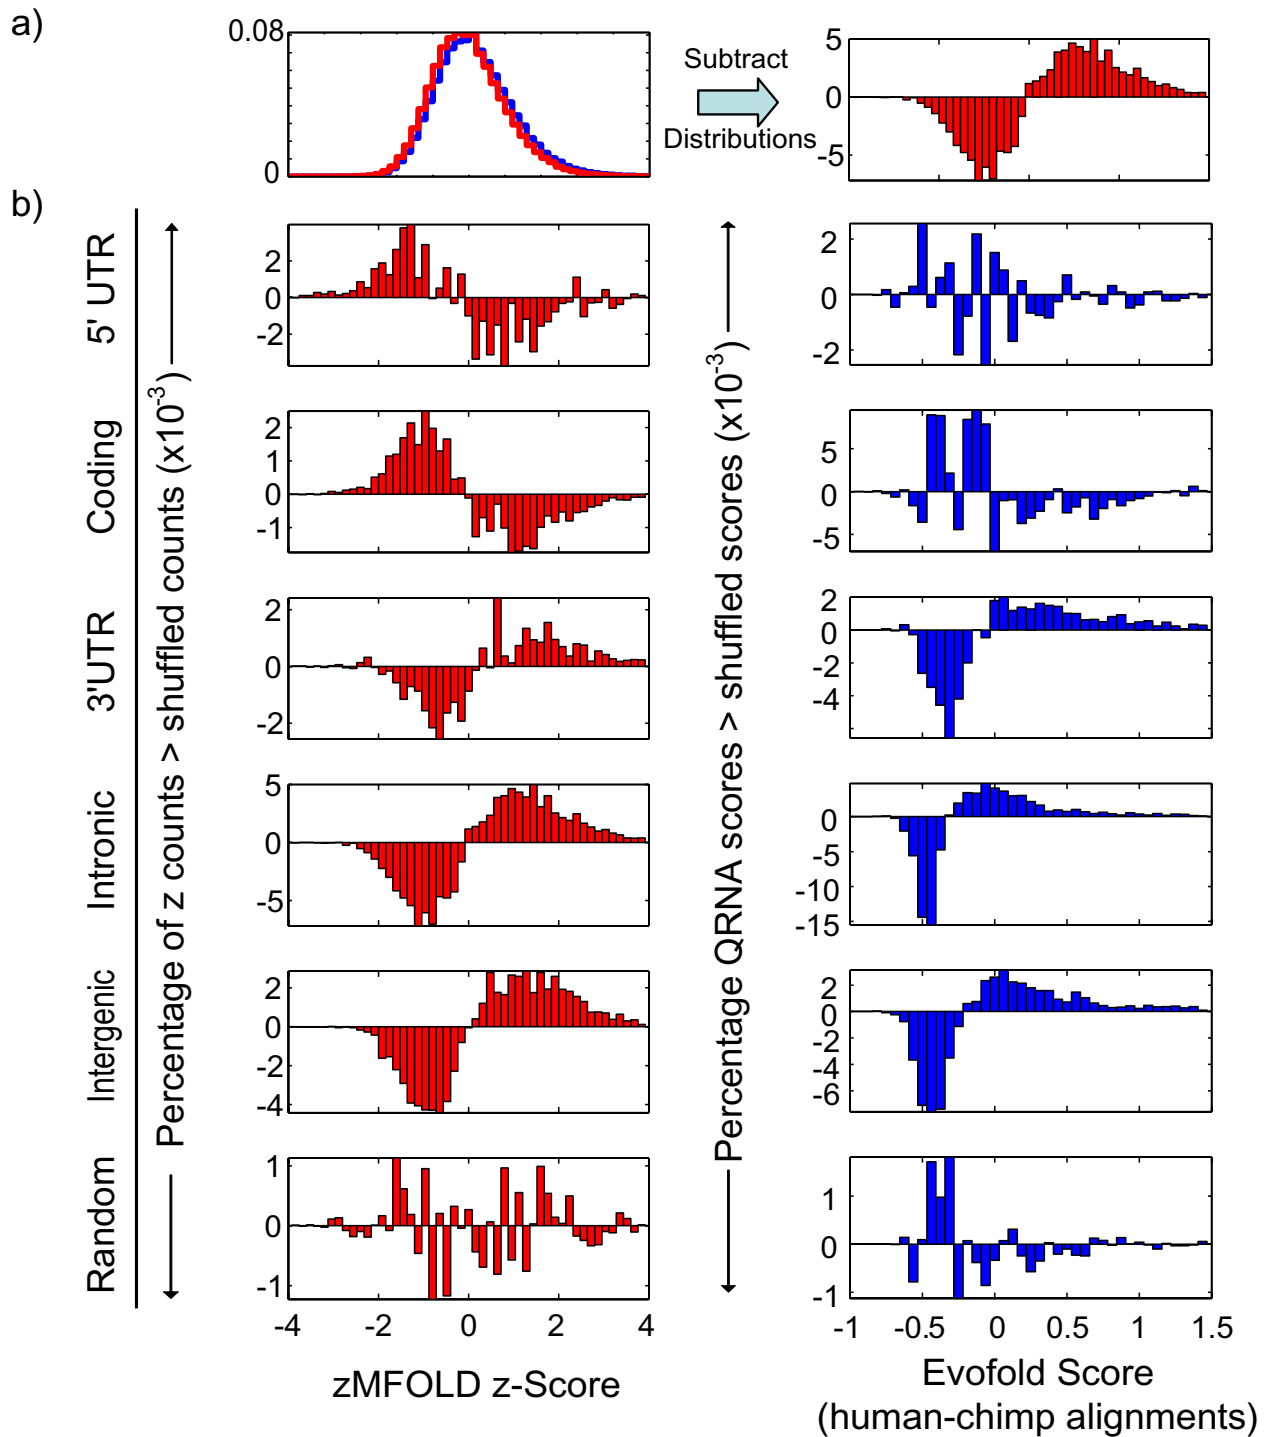 a)
0.08
0
Subtract
Distributions
5
0
-5
b)
5' UTR
Coding
3'UTR
Intronic
Intergenic
Random
Percentage of z counts > shuffled counts (x10-3)
2
0
-2
2
1
0
-1
2
0
-2
5
0
-5
2
0
-2
-4
1
0
-1
-4 -2 0 2 4
zMFOLD z-Score
Percentage QRNA scores > shuffled scores (x10-3)
2
0
-2
5
0
-5
2
0
-2
-4
0
-5
-10
-15
2
0
-2
-4
-6
1
0
-1
-1 -0.5 0 0.5 1 1.5
Evofold Score
(human-chimp alignments)